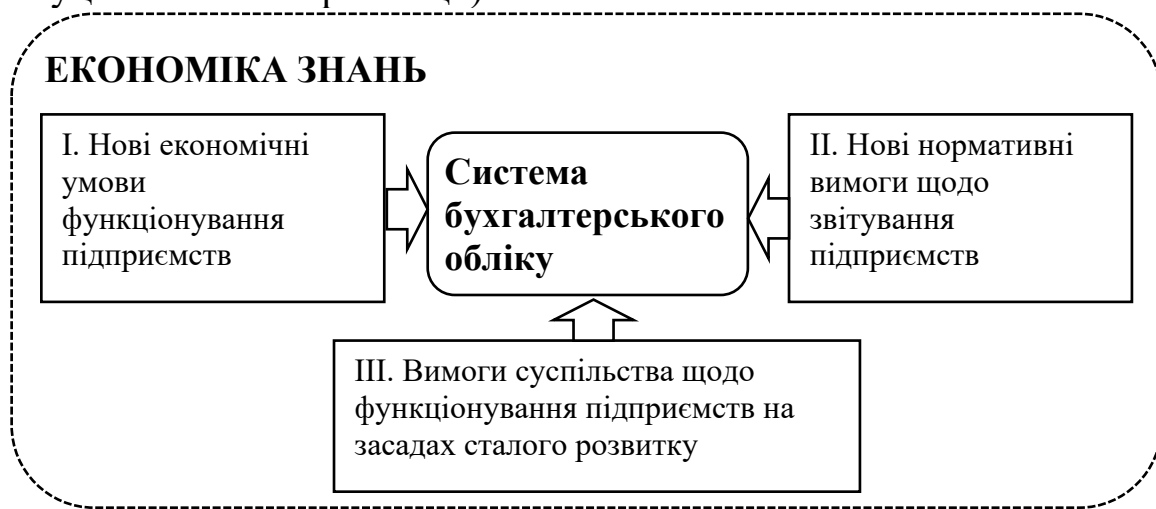 ЕКОНОМІКА ЗНАНЬ
І. Нові економічні
умови
функціонування
підприємств
Система
бухгалтерського
обліку
ІІ. Нові нормативні
вимоги щодо
звітування
підприємств
ІІІ. Вимоги суспільства щодо
функціонування підприємств на
засадах сталого розвитку